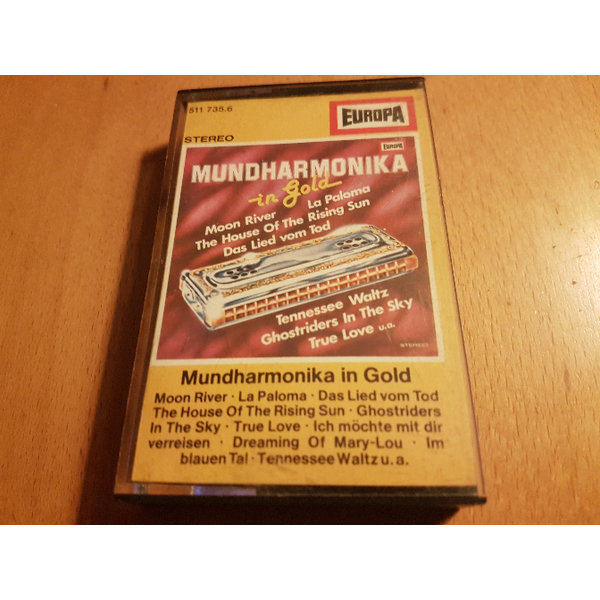 511 735.6
EUROPA
STEREO
EUROPA
MUNDHARMONIKA
in Gold
Moon River La Paloma
The House Of The Rising Sun
Das Lied vom Tod
Tennessee Waltz
Ghostriders In The Sky
True Love u.a.
STEREO
Mundharmonika in Gold
Moon River · La Paloma · Das Lied vom Tod
The House Of The Rising Sun · Ghostriders
In The Sky · True Love · Ich möchte mit dir
verreisen · Dreaming Of Mary-Lou · Im
blauen Tal · Tennessee Waltz u. a.